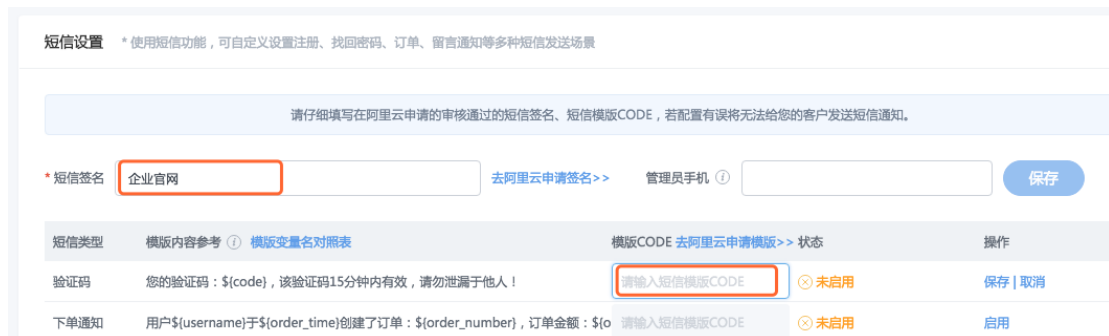 短信设置 * 使用短信功能，可自定义设置注册、找回密码、订单、留言通知等多种短信发送场景
请仔细填写在阿里云申请的审核通过的短信签名、短信模版CODE，若配置有误将无法给您的客户发送短信通知。
* 短信签名 企业官网 去阿里云申请签名>> 管理员手机 保存
短信类型 模版内容参考 模版变量名对照表 模版CODE 去阿里云申请模版>> 状态 操作
验证码 您的验证码：${code}，该验证码15分钟内有效，请勿泄漏于他人！ 请输入短信模版CODE 未启用 保存 | 取消
下单通知 用户${username}于${order_time}创建了订单：${order_number}，订单金额：${o 请输入短信模版CODE 未启用 启用